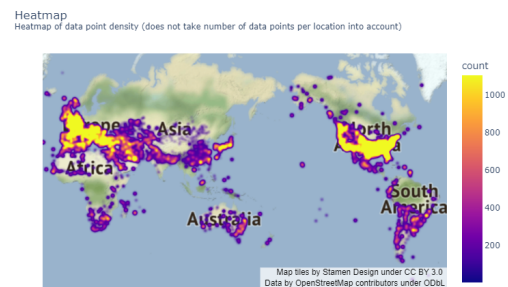 Heatmap
Heatmap of data point density (does not take number of data points per location into account)
count
1000
800
600
400
200
Asia
Africa
Australia
North
South
America
Map tiles by Stamen Design under CC BY 3.0
Data by OpenStreetMap contributors under ODbL